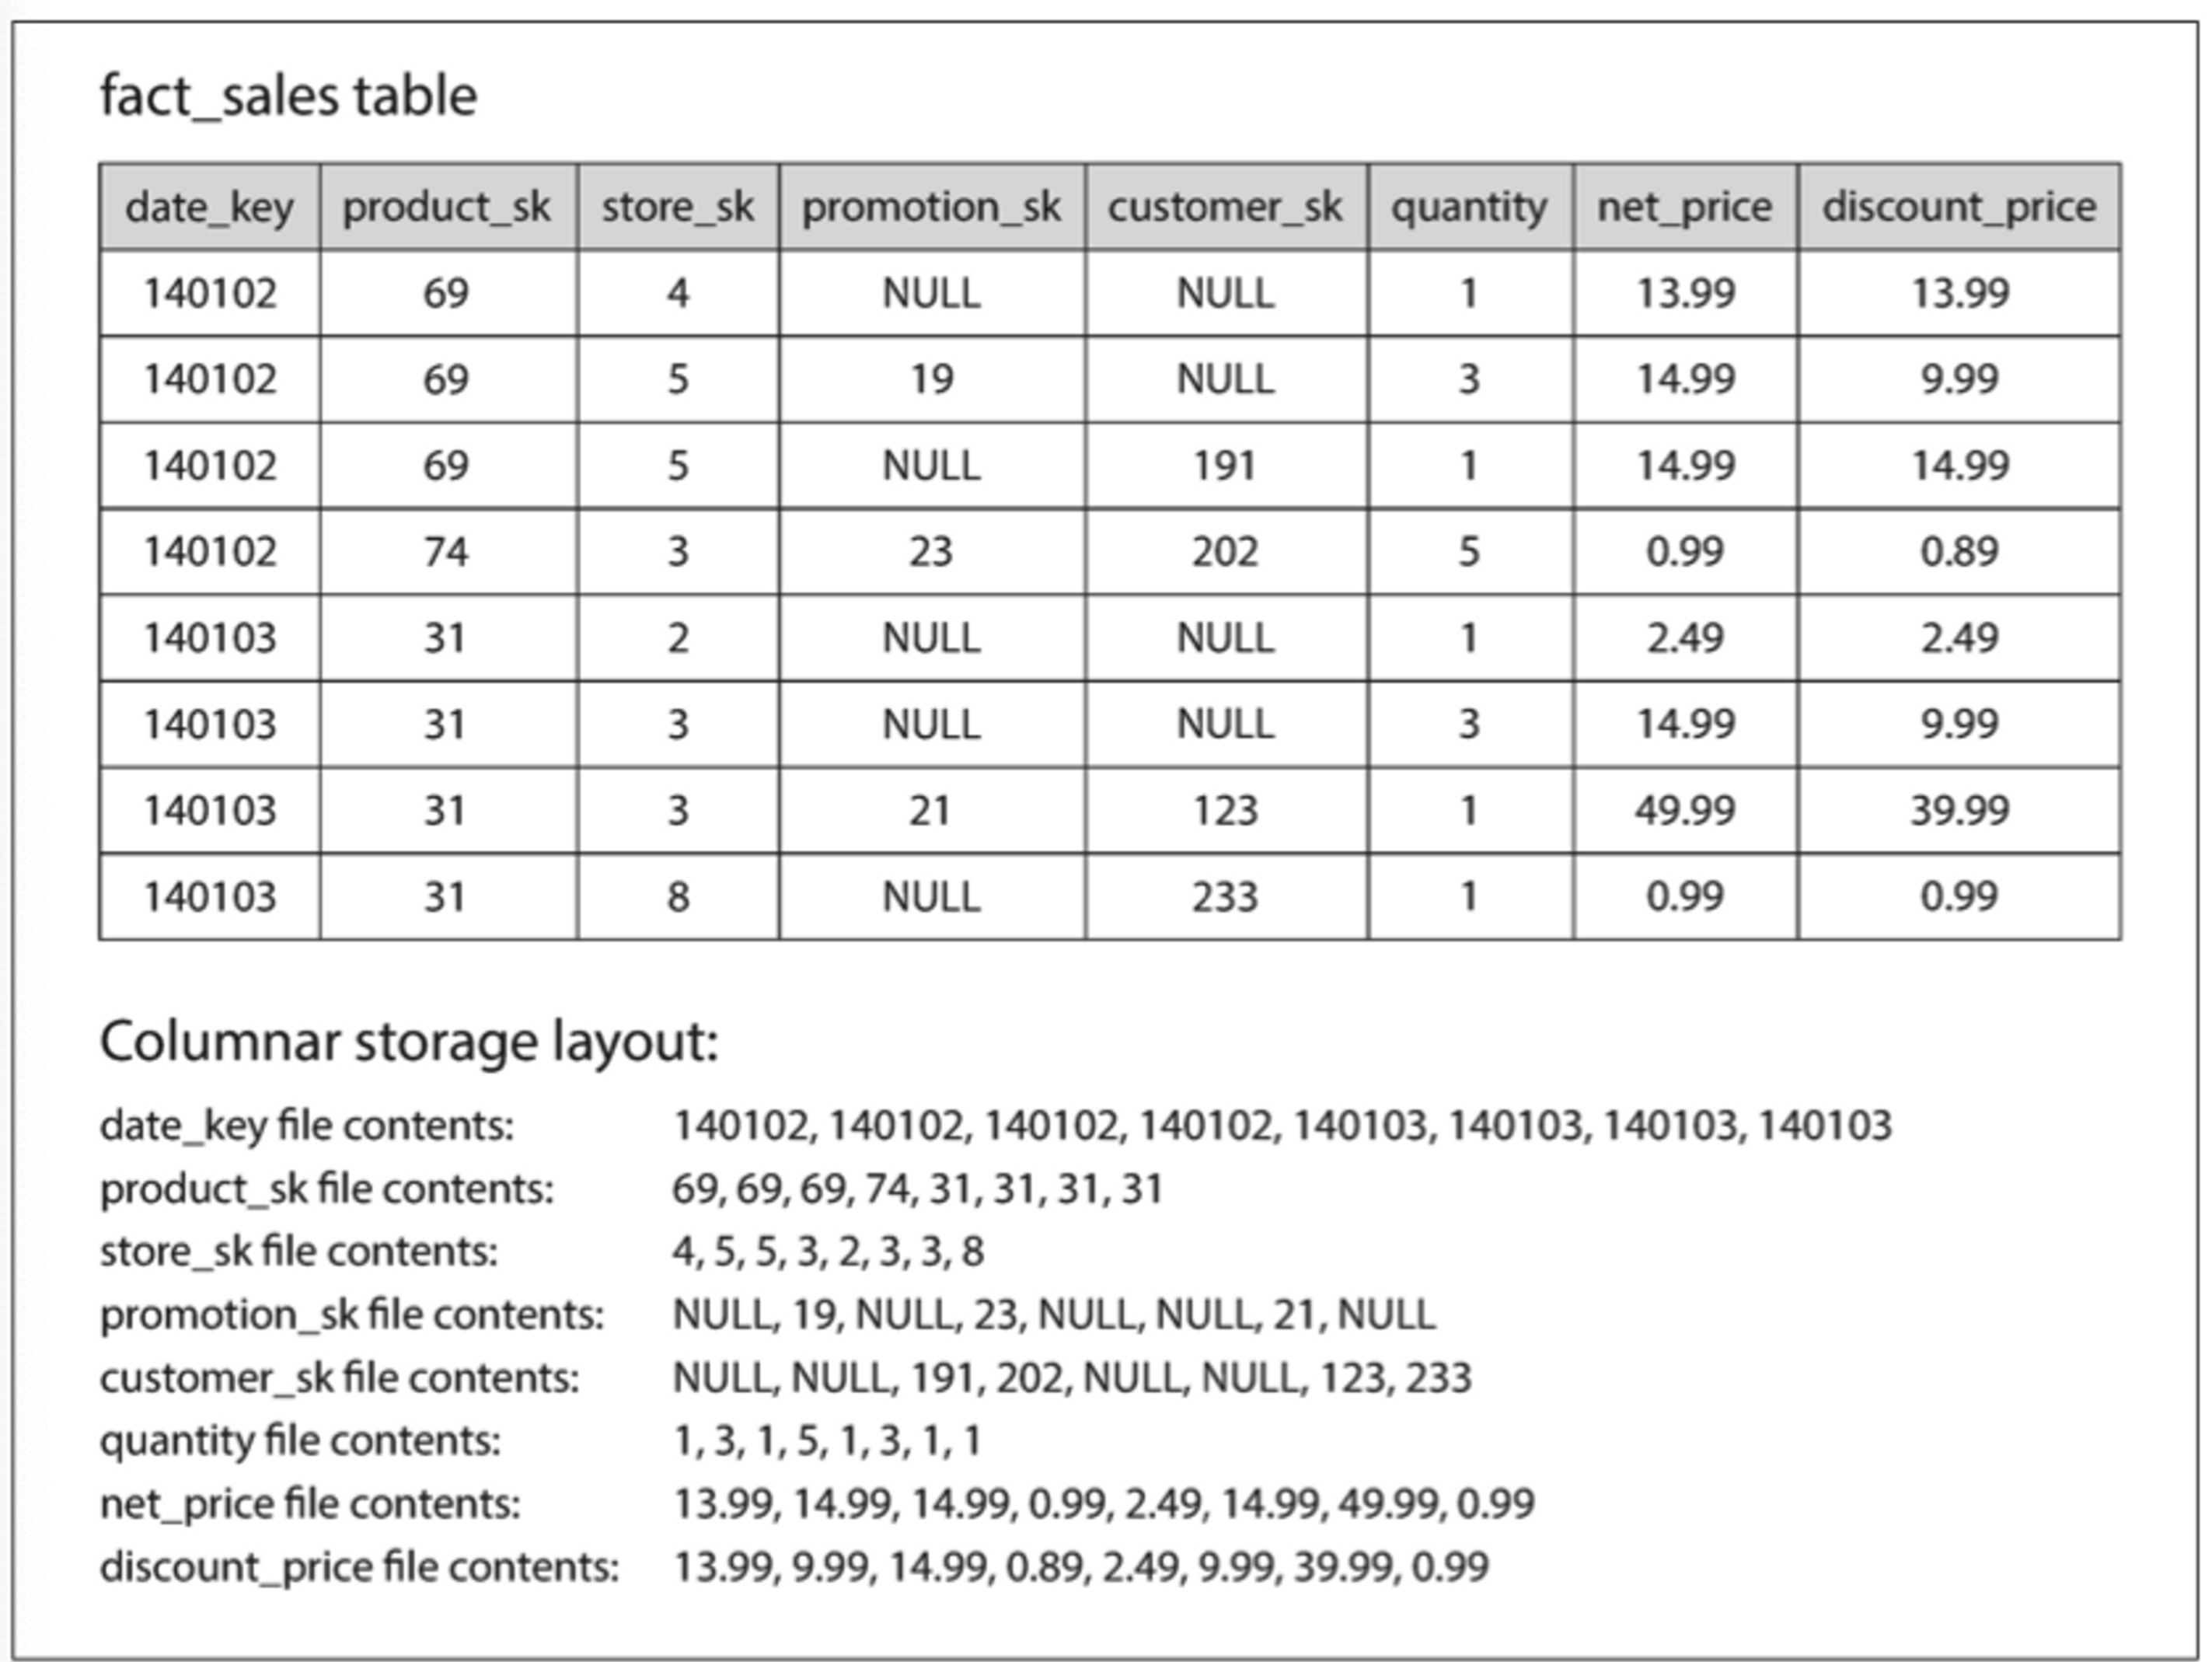 fact_sales table
date_key product_sk store_sk promotion_sk customer_sk quantity net_price discount_price
140102 69 4 NULL NULL 1 13.99 13.99
140102 69 5 19 NULL 3 14.99 9.99
140102 69 5 NULL 191 1 14.99 14.99
140102 74 3 23 202 5 0.99 0.89
140103 31 2 NULL NULL 1 2.49 2.49
140103 31 3 NULL NULL 3 14.99 9.99
140103 31 3 21 123 1 49.99 39.99
140103 31 8 NULL 233 1 0.99 0.99
Columnar storage layout:
date_key file contents: 140102, 140102, 140102, 140102, 140103, 140103, 140103, 140103
product_sk file contents: 69, 69, 69, 74, 31, 31, 31, 31
store_sk file contents: 4, 5, 5, 3, 2, 3, 3, 8
promotion_sk file contents: NULL, 19, NULL, 23, NULL, NULL, 21, NULL
customer_sk file contents: NULL, NULL, 191, 202, NULL, NULL, 123, 233
quantity file contents: 1, 3, 1, 5, 1, 3, 1, 1
net_price file contents: 13.99, 14.99, 14.99, 0.99, 2.49, 14.99, 49.99, 0.99
discount_price file contents: 13.99, 9.99, 14.99, 0.89, 2.49, 9.99, 39.99, 0.99